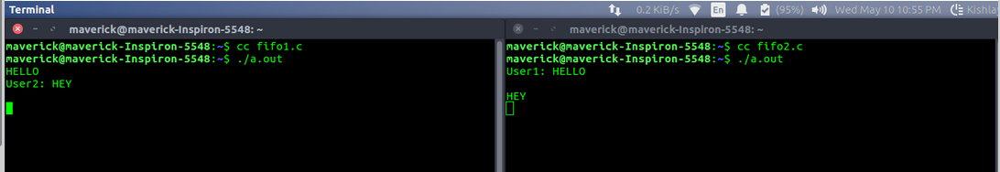 Terminal 0.2 KiB/s En (95%) Wed May 10 10:55 PM Kishla
maverick@maverick-Inspiron-5548: ~
maverick@maverick-Inspiron-5548:~$ cc fifo1.c
maverick@maverick-Inspiron-5548:~$ ./a.out
HELLO
User2: HEY
maverick@maverick-Inspiron-5548: ~
maverick@maverick-Inspiron-5548:~$ cc fifo2.c
maverick@maverick-Inspiron-5548:~$ ./a.out
User1: HELLO
HEY